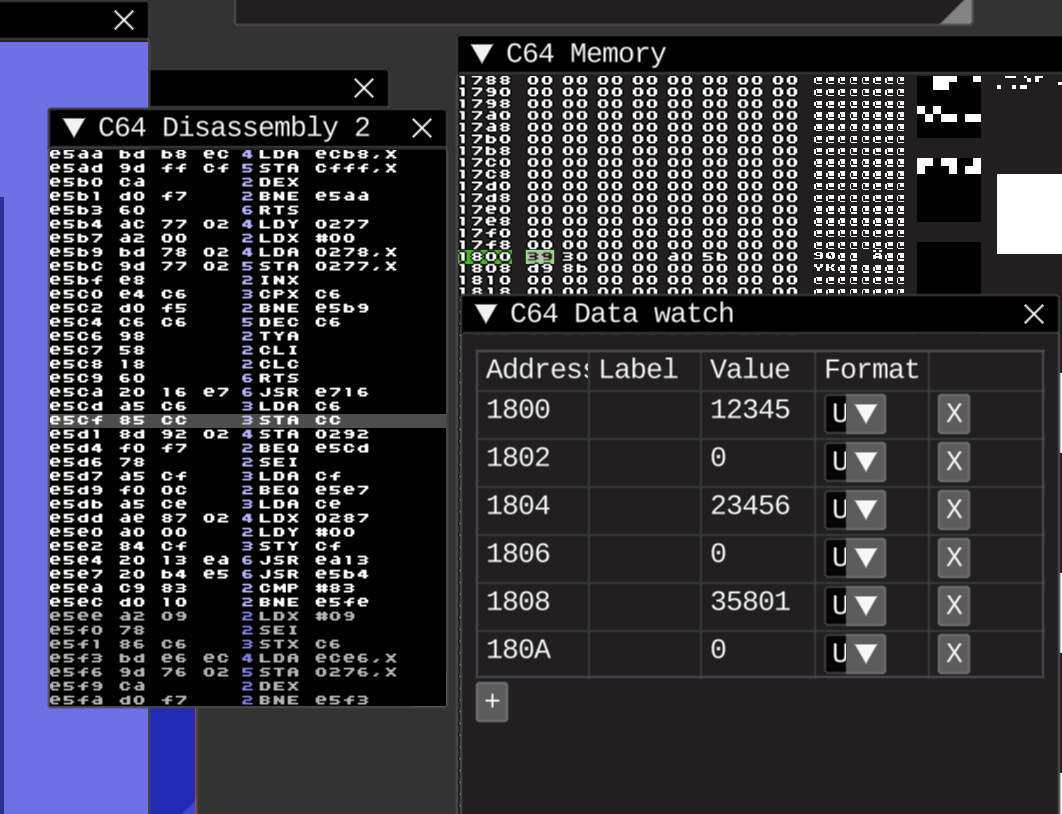 C64 Disassembly 2
e5aa bd b8 ec 4 LDA ecb8,X
e5ad 9d ff cf 5 STA cfff,X
e5b0 ca 2 DEX
e5b1 d0 f7 2 BNE e5aa
e5b3 60 6 RTS
e5b4 ac 77 02 4 LDY 0277
e5b7 a2 00 2 LDX #00
e5b9 bd 78 02 4 LDA 0278,X
e5bc 9d 77 02 5 STA 0277,X
e5bf e8 2 INX
e5c0 e4 c6 3 CPX c6
e5c2 d0 f5 2 BNE e5b9
e5c4 c6 c6 5 DEC c6
e5c6 98 2 TYA
e5c7 58 2 CLI
e5c8 18 2 CLC
e5c9 60 6 RTS
e5ca 20 16 e7 6 JSR e716
e5cd a5 c6 3 LDA c6
e5cf 85 cc 3 STA cc
e5d1 8d 92 02 4 STA 0292
e5d4 f0 f7 2 BEQ e5cd
e5d6 78 2 SEI
e5d7 a5 cf 3 LDA cf
e5d9 f0 0c 2 BEQ e5e7
e5db a5 ce 3 LDA ce
e5dd ae 87 02 4 LDX 0287
e5e0 a0 00 2 LDY #00
e5e2 84 cf 3 STY cf
e5e4 20 13 ea 6 JSR ea13
e5e7 20 b4 e5 6 JSR e5b4
e5ea c9 83 2 CMP #83
e5ec d0 10 2 BNE e5fe
e5ee a2 09 2 LDX #09
e5f0 78 2 SEI
e5f1 86 c6 3 STX c6
e5f3 bd e6 ec 4 LDA ece6,X
e5f6 9d 76 02 5 STA 0276,X
e5f9 ca 2 DEX
e5fa d0 f7 2 BNE e5f3
C64 Memory
1788 00 00 00 00 00 00 00 00 @@@@@@@@
1790 00 00 00 00 00 00 00 00 @@@@@@@@
1798 00 00 00 00 00 00 00 00 @@@@@@@@
17a0 00 00 00 00 00 00 00 00 @@@@@@@@
17a8 00 00 00 00 00 00 00 00 @@@@@@@@
17b0 00 00 00 00 00 00 00 00 @@@@@@@@
17b8 00 00 00 00 00 00 00 00 @@@@@@@@
17c0 00 00 00 00 00 00 00 00 @@@@@@@@
17c8 00 00 00 00 00 00 00 00 @@@@@@@@
17d0 00 00 00 00 00 00 00 00 @@@@@@@@
17d8 00 00 00 00 00 00 00 00 @@@@@@@@
17e0 00 00 00 00 00 00 00 00 @@@@@@@@
17e8 00 00 00 00 00 00 00 00 @@@@@@@@
17f0 00 00 00 00 00 00 00 00 @@@@@@@@
17f8 00 00 00 00 00 00 00 00 @@@@@@@@
1800 39 30 00 00 a0 5b 80 00
1808 d9 8b 00 00 00 00 00 00 YK@@@@@@
1810 00 00 00 00 00 00 00 00 @@@@@@@@
1818 00 00 00 00 00 00 00 00 @@@@@@@@
C64 Data watch
Address Label Value Format
1800 12345 U X
1802 0 U X
1804 23456 U X
1806 0 U X
1808 35801 U X
180A 0 U X
+